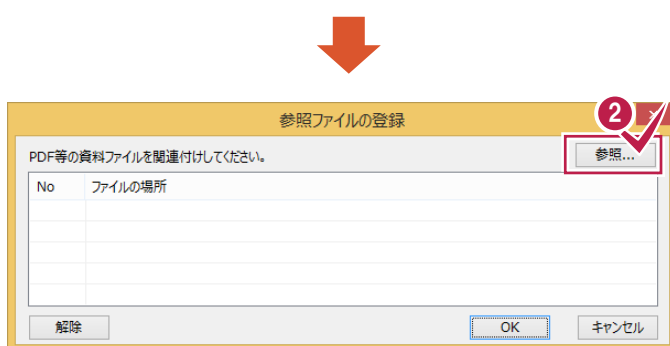 参照ファイルの登録
2
PDF等の資料ファイルを関連付けしてください。
参照...
No ファイルの場所
解除 OK キャンセル